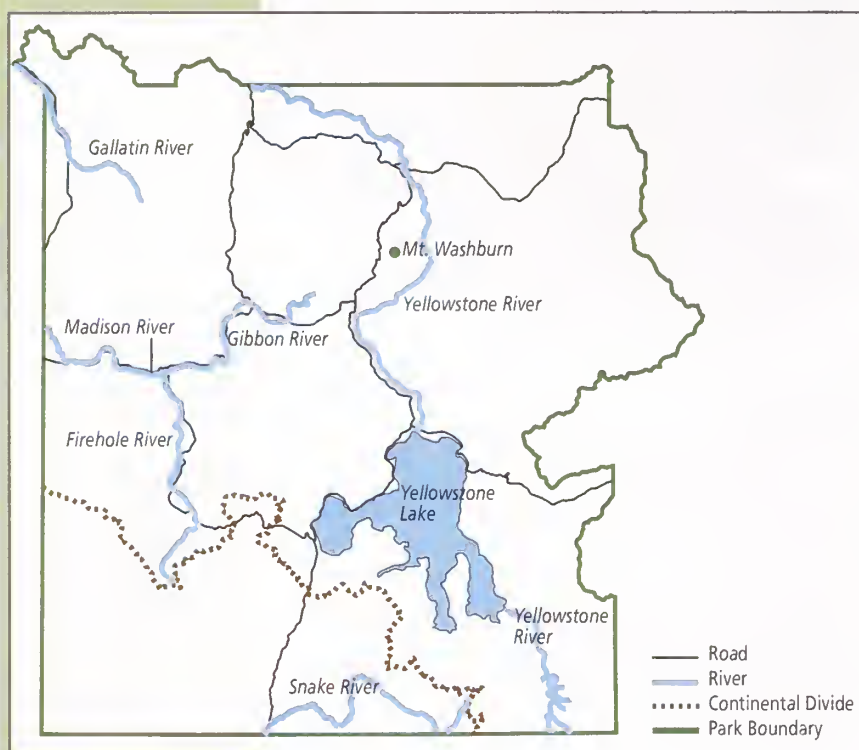 Gallatin River
Mt. Washburn
Yellowstone River
Madison River
Gibbon River
Firehole River
Yellowstone
Lake
Yellowstone
River
Snake River
Road
River
Continental Divide
Park Boundary